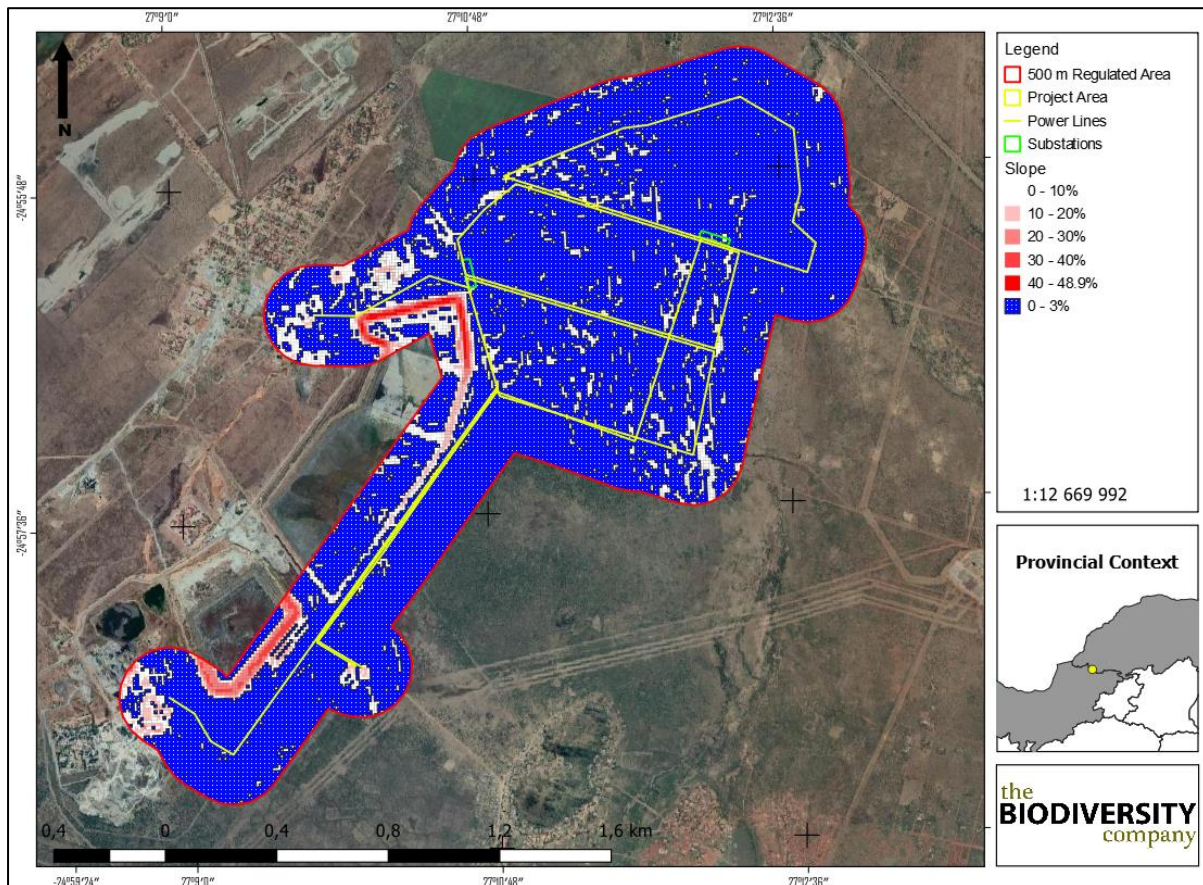 27°9'0" 27°10'48" 27°12'36"
N
-24°55'48"
-24°57'36"
0,4 0 0,4 0,8 1,2 1,6 km
-24°59'24" 27°9'0" 27°10'48" 27°12'36"
Legend
500 m Regulated Area
Project Area
Power Lines
Substations
Slope
0 - 10%
10 - 20%
20 - 30%
30 - 40%
40 - 48.9%
0 - 3%
1:12 669 992
Provincial Context
the
BIODIVERSITY
company